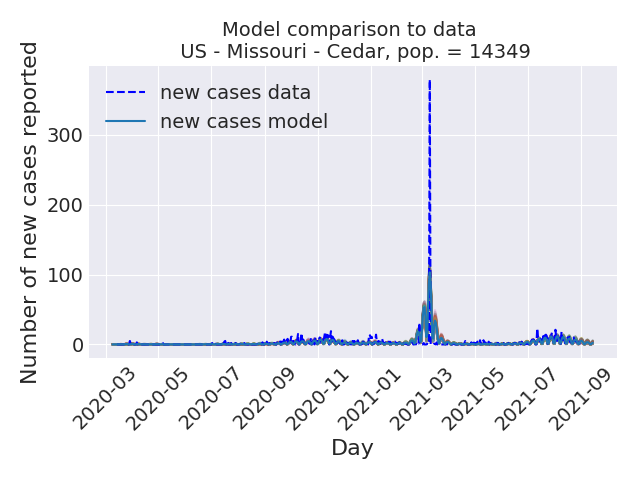 Model comparison to data
US - Missouri - Cedar, pop. = 14349
Number of new cases reported
new cases data
new cases model
300
200
100
0
2020-03
2020-05
2020-07
2020-09
2020-11
2021-01
2021-03
2021-05
2021-07
2021-09
Day